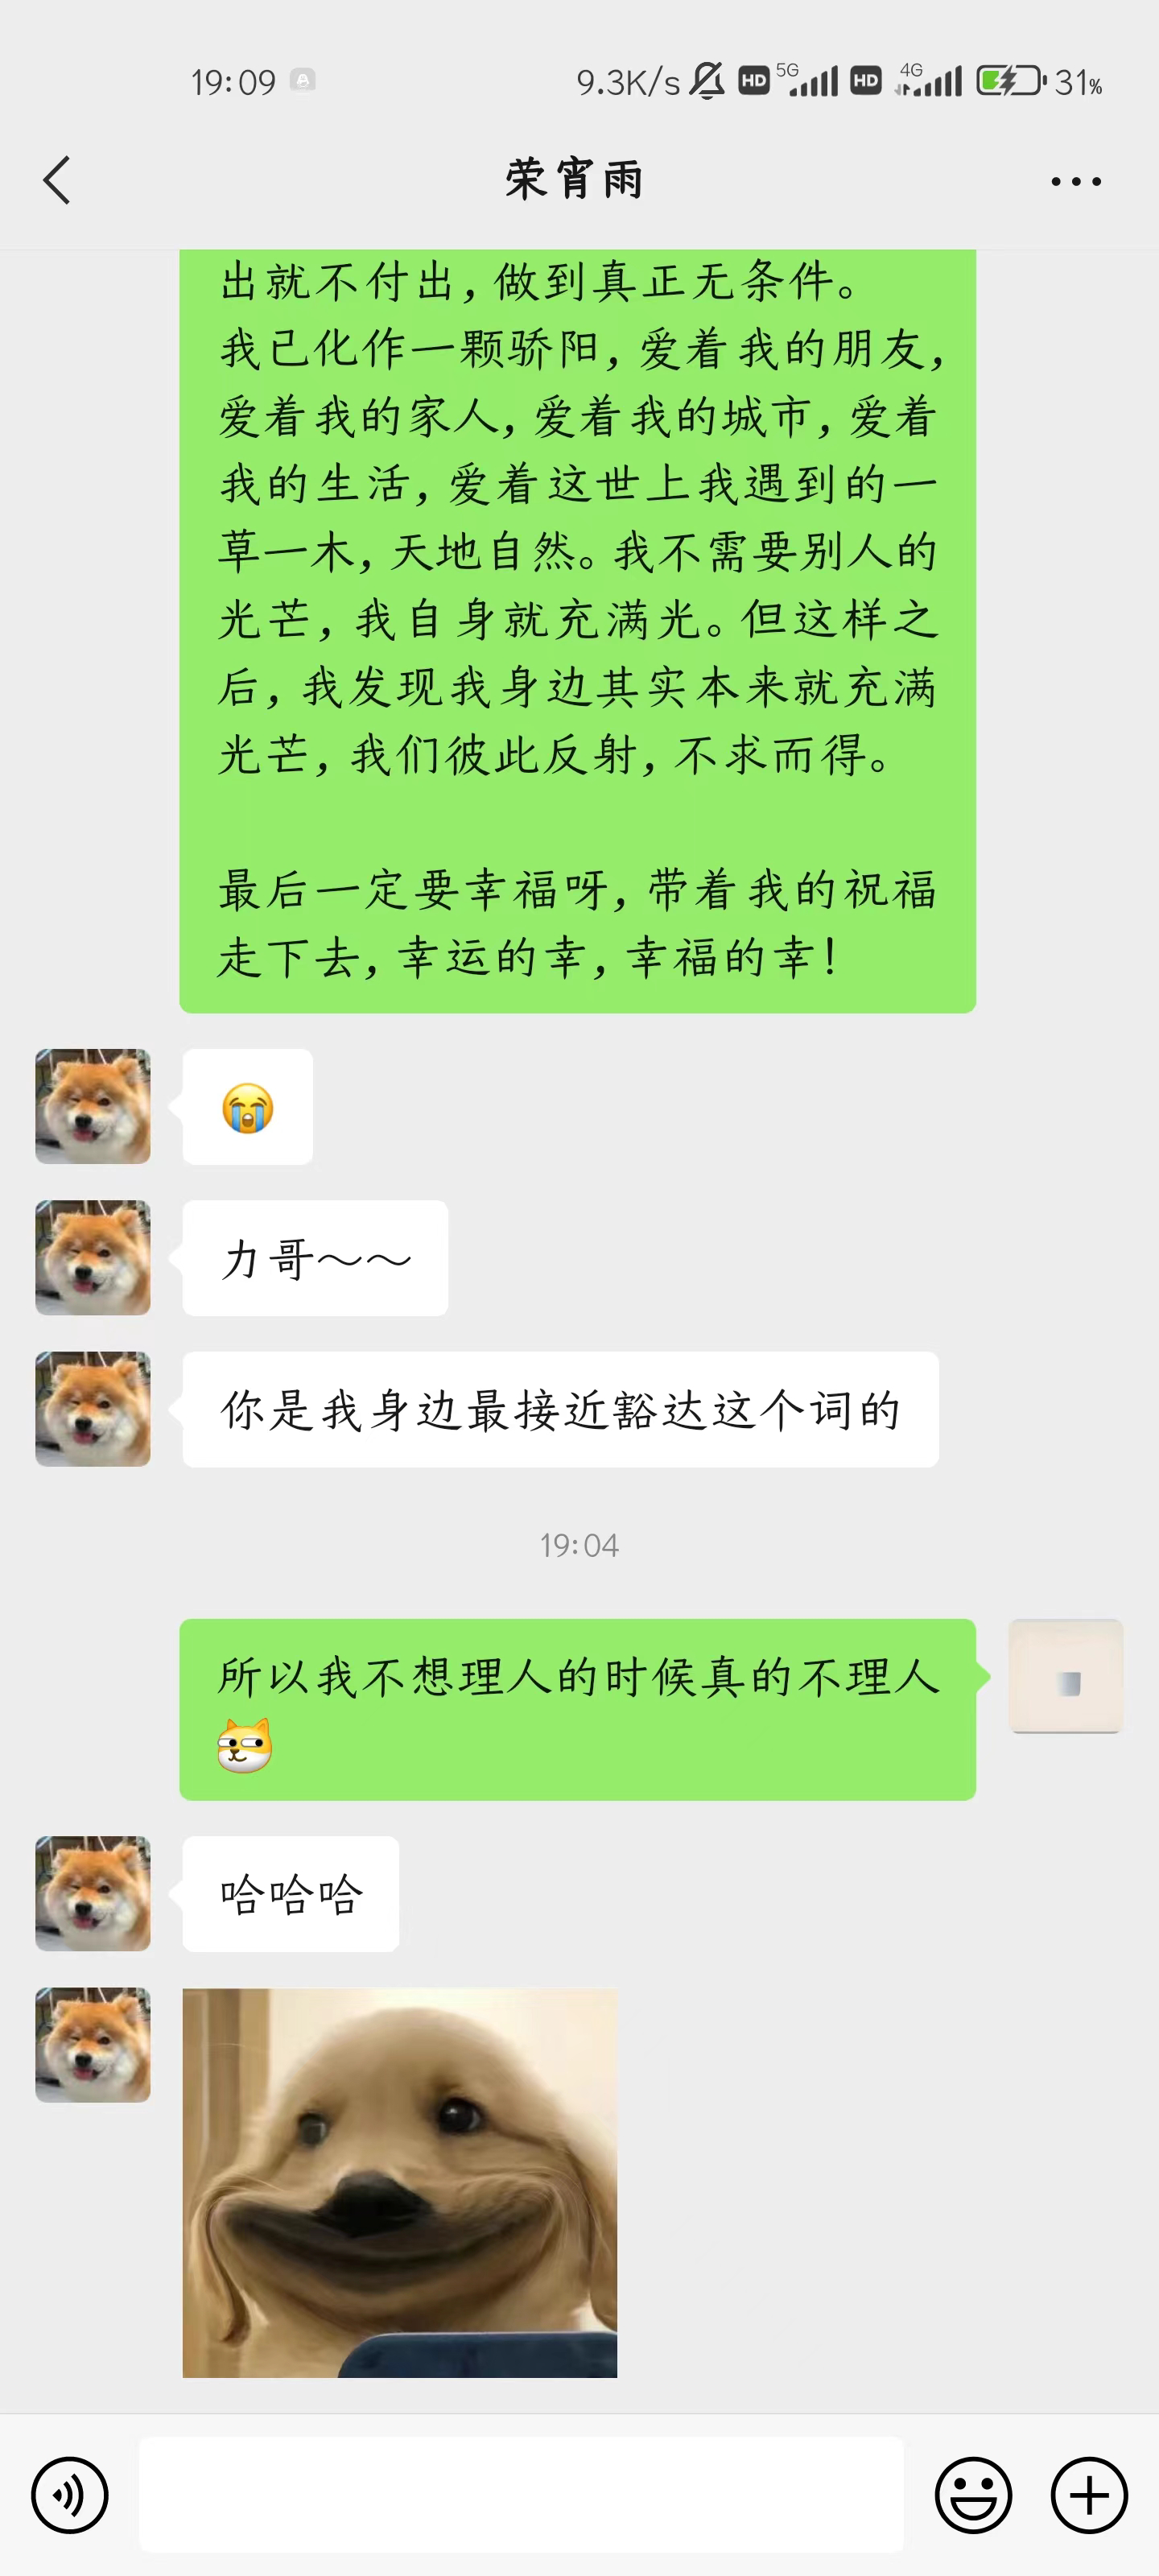 19:09
9.3K/s HD 5G HD 4G 31%
荣宵雨
出就不付出，做到真正无条件。
我已化作一颗骄阳，爱着我的朋友，
爱着我的家人，爱着我的城市，爱着
我的生活，爱着这世上我遇到的一
草一木，天地自然。我不需要别人的
光芒，我自身就充满光。但这样之
后，我发现我身边其实本来就充满
光芒，我们彼此反射，不求而得。
最后一定要幸福呀，带着我的祝福
走下去，幸运的幸，幸福的幸！
力哥～～
你是我身边最接近豁达这个词的
19:04
所以我不想理人的时候真的不理人
哈哈哈